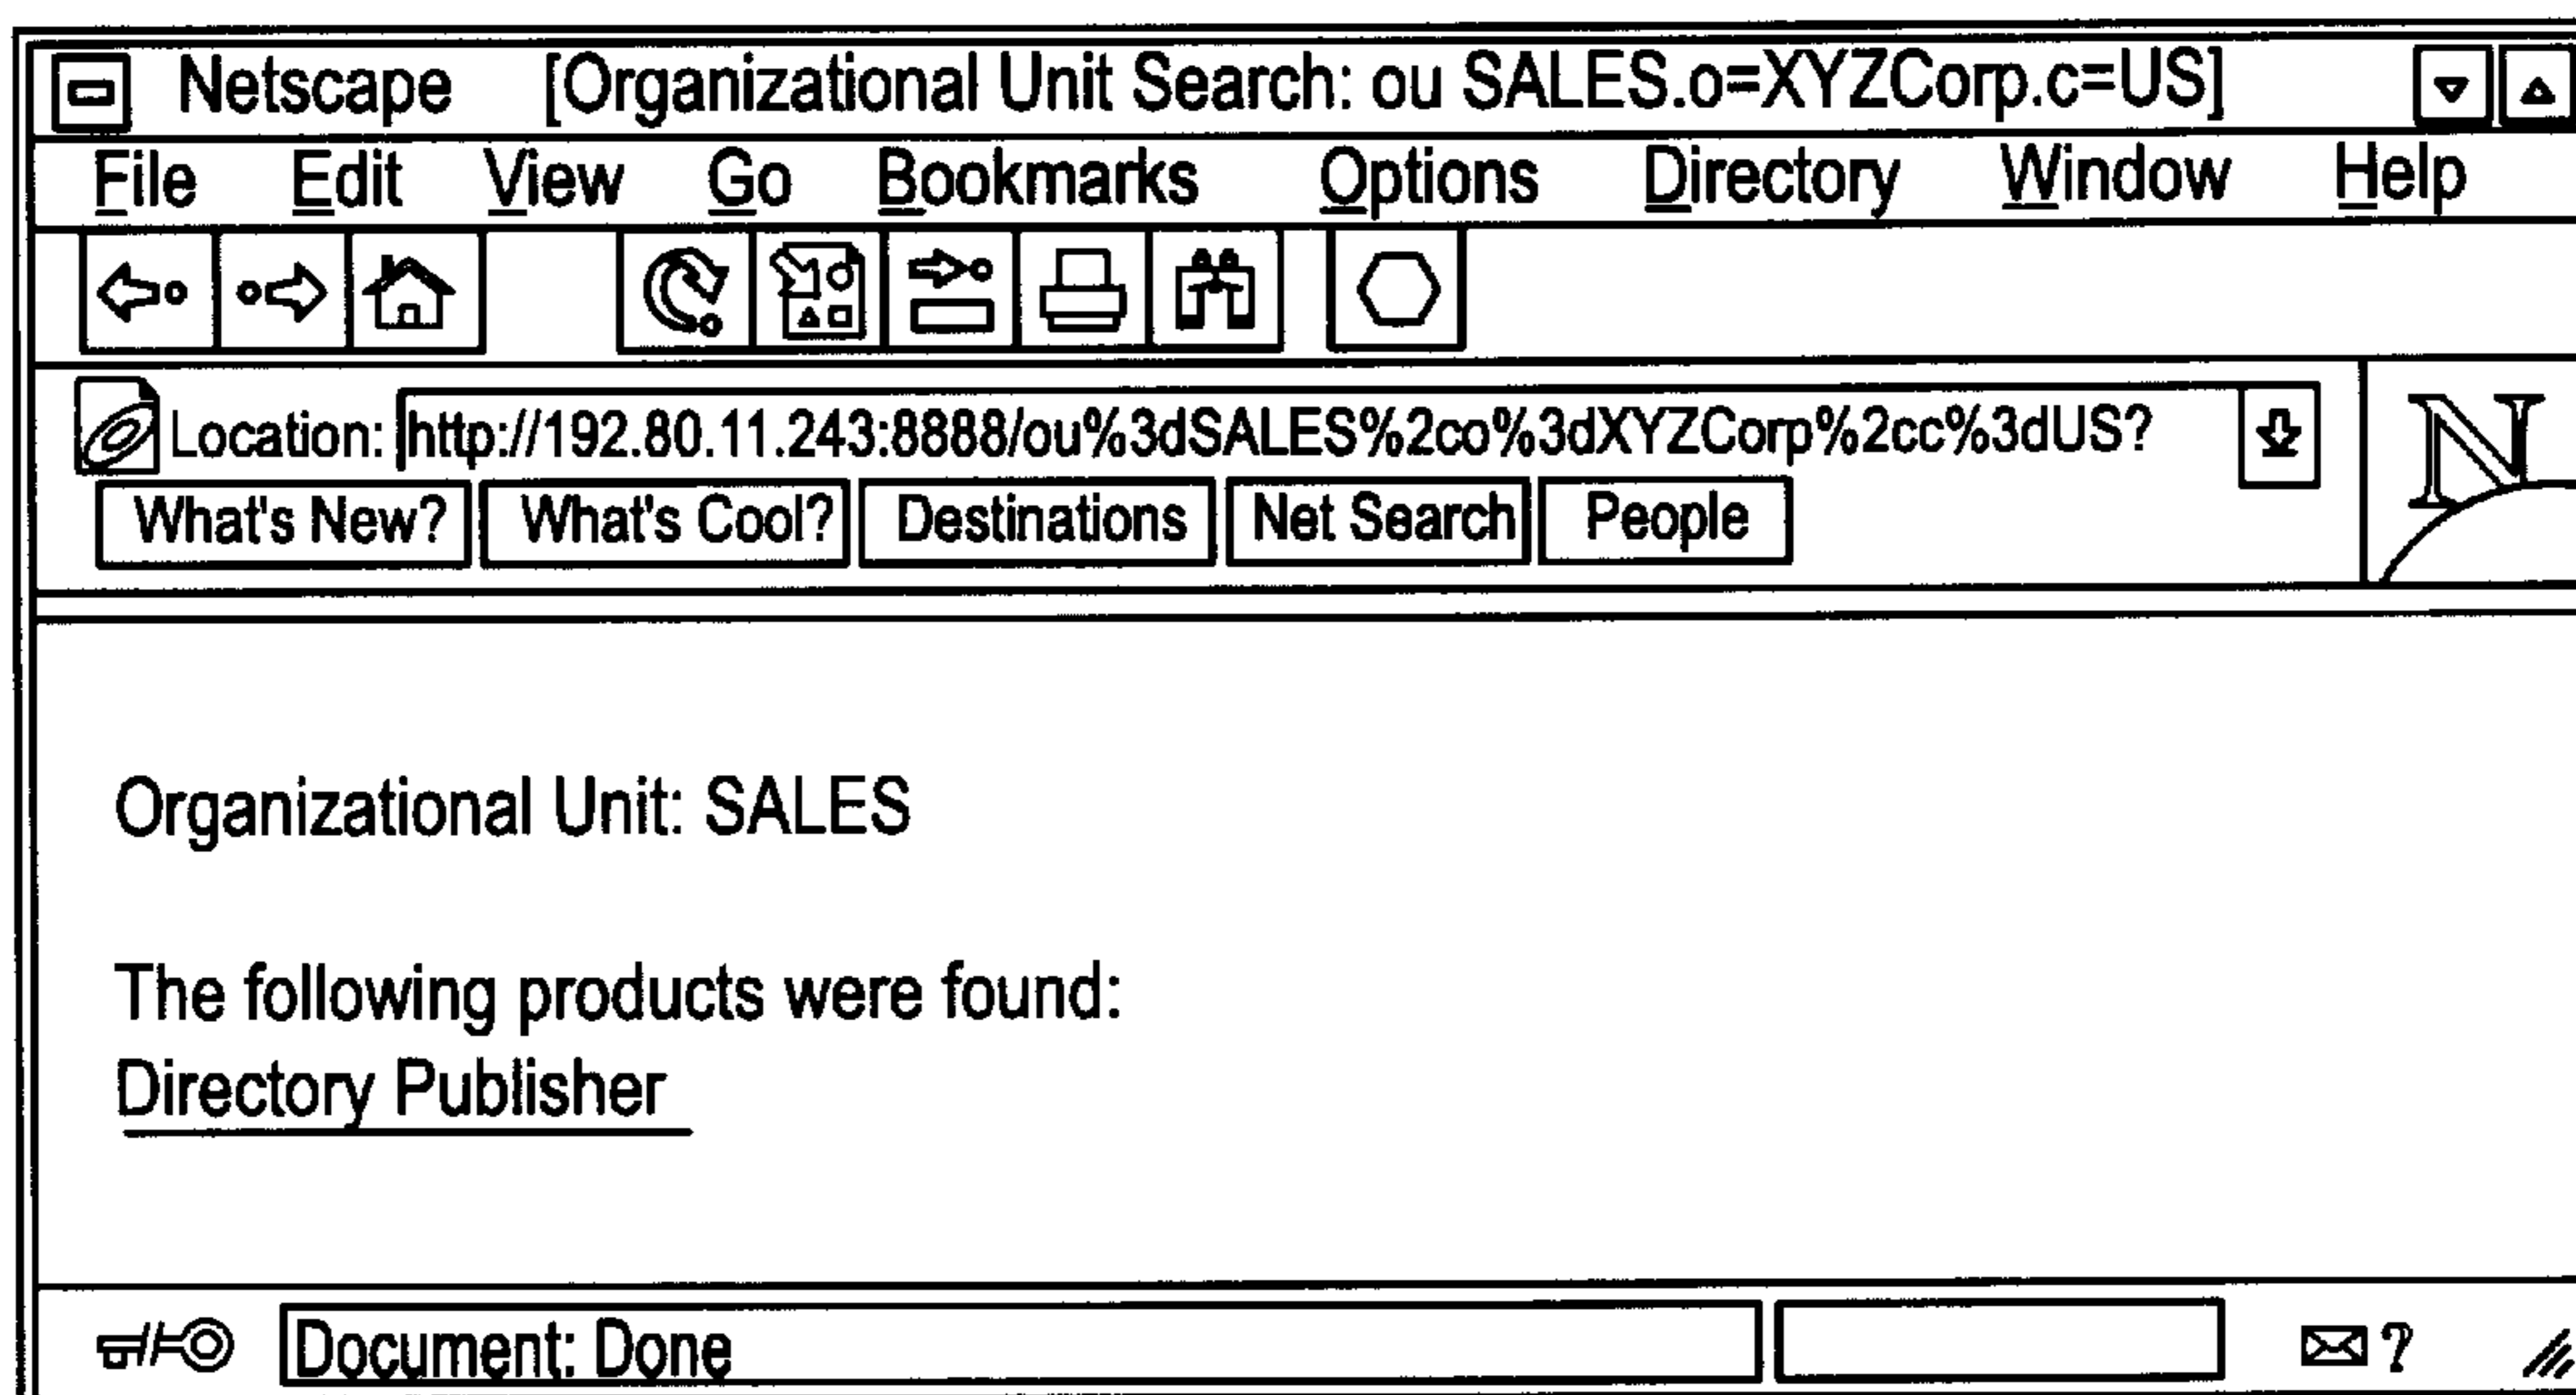 Netscape [Organizational Unit Search: ou SALES.o=XYZCorp.c=US]
File Edit View Go Bookmarks Options Directory Window Help
Location: http://192.80.11.243:8888/ou%3dSALES%2co%3dXYZCorp%2cc%3dUS?
N
What's New? What's Cool? Destinations Net Search People
Organizational Unit: SALES
The following products were found:
Directory Publisher
Document: Done
?